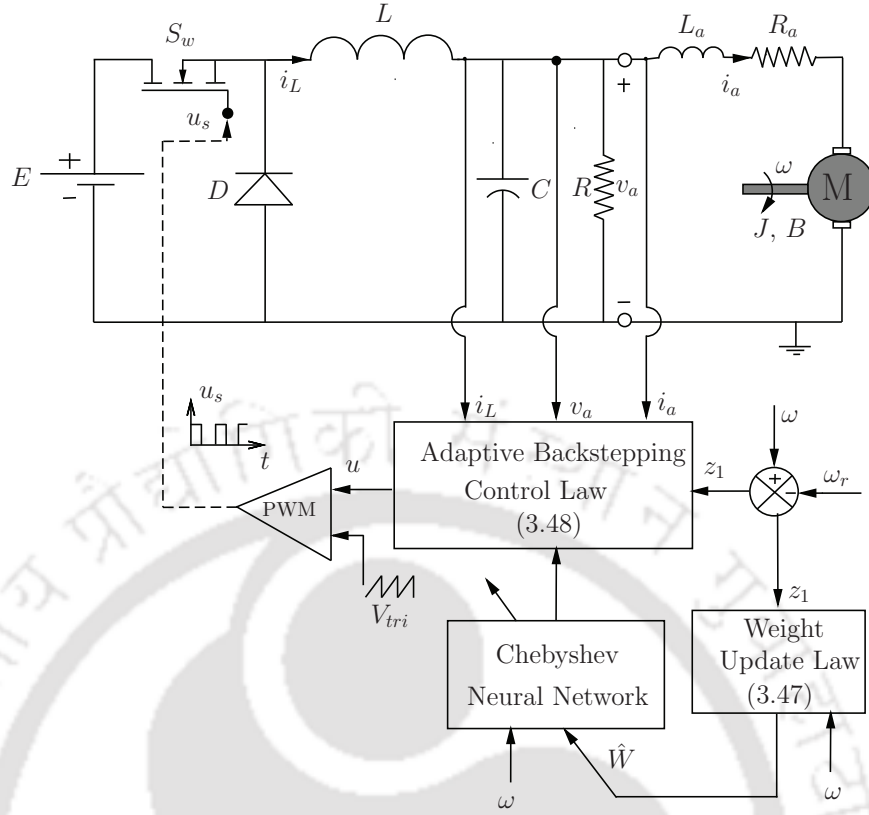 S_w
L
L_a
R_a
i_L
+
i_a
u_s
+
E
-
D
C
R
v_a
ω
M
J, B
-
u_s
i_L
v_a
i_a
t
ω
u
Adaptive Backstepping
Control Law
(3.48)
z_1
+
-
ω_r
PWM
V_tri
z_1
Chebyshev
Neural Network
Weight
Update Law
(3.47)
Ŵ
ω
ω